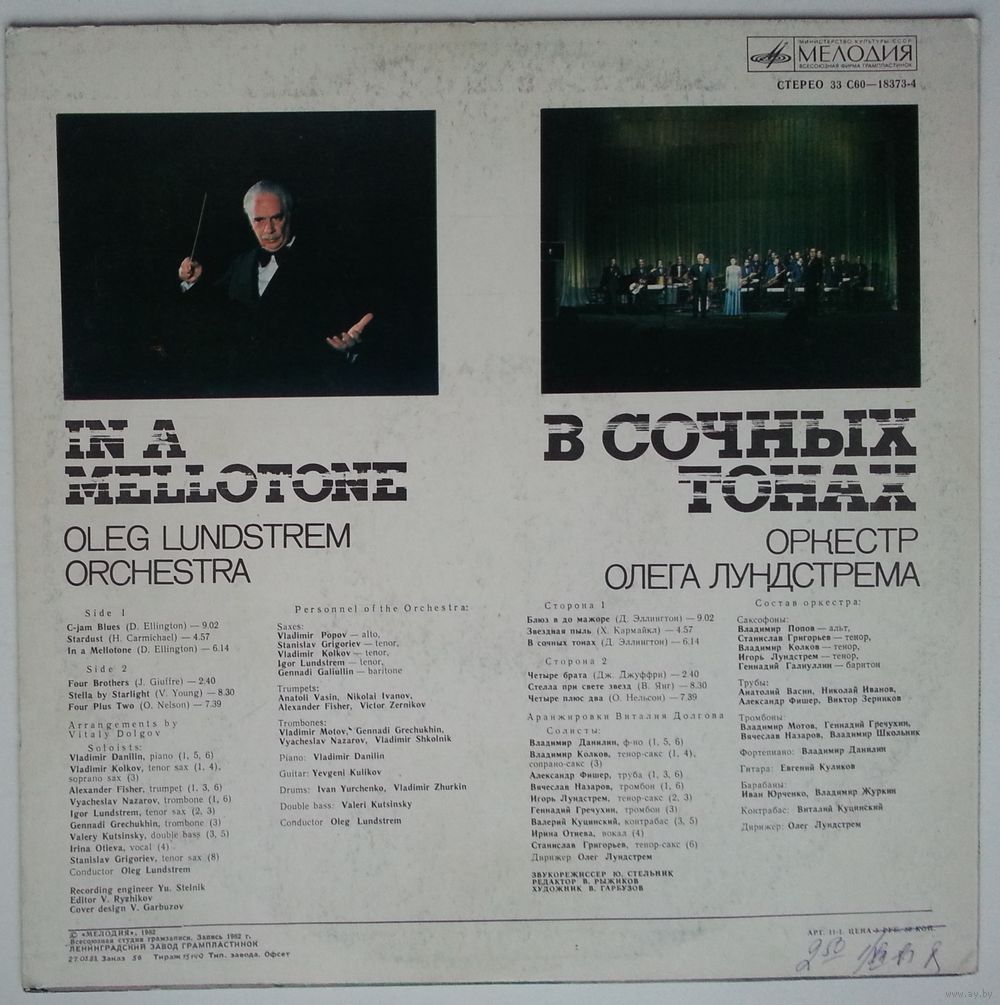 МИНИСТЕРСТВО КУЛЬТУРЫ СССР
МЕЛОДИЯ
ВСЕСОЮЗНАЯ ФИРМА ГРАМПЛАСТИНОК
СТЕРЕО 33 С60—18373-4
IN A
MELLOTONE
OLEG LUNDSTREM
ORCHESTRA
Side 1
C-jam Blues (D. Ellington) — 9.02
Stardust (H. Carmichael) — 4.57
In a Mellotone (D. Ellington) — 6.14
Side 2
Four Brothers (J. Giuffre) — 2.40
Stella by Starlight (V. Young) — 8.30
Four Plus Two (O. Nelson) — 7.39
Arrangements by
Vitaly Dolgov
Soloists:
Vladimir Danilin, piano (1, 5, 6)
Vladimir Kolkov, tenor sax (1, 4),
soprano sax (3)
Alexander Fisher, trumpet (1, 3, 6)
Vyacheslav Nazarov, trombone (1, 6)
Igor Lundstrem, tenor sax (2, 3)
Gennadi Grechukhin, trombone (3)
Valery Kutsinsky, double bass (3, 5)
Irina Otieva, vocal (4)
Stanislav Grigoriev, tenor sax (8)
Conductor Oleg Lundstrem
Recording engineer Yu. Stelnik
Editor V. Ryzhikov
Cover design V. Garbuzov
Personnel of the Orchestra:
Saxes:
Vladimir Popov — alto,
Stanislav Grigoriev — tenor,
Vladimir Kolkov — tenor,
Igor Lundstrem — tenor,
Gennadi Galiullin — baritone
Trumpets:
Anatoli Vasin, Nikolai Ivanov,
Alexander Fisher, Victor Zernikov
Trombones:
Vladimir Motov, Gennadi Grechukhin,
Vyacheslav Nazarov, Vladimir Shkolnik
Piano: Vladimir Danilin
Guitar: Yevgeni Kulikov
Drums: Ivan Yurchenko, Vladimir Zhurkin
Double bass: Valeri Kutsinsky
Conductor Oleg Lundstrem
В СОЧНЫХ
ТОНАХ
ОРКЕСТР
ОЛЕГА ЛУНДСТРЕМА
Сторона 1
Блюз в до мажоре (Д. Эллингтон) — 9.02
Звездная пыль (Х. Кармайкл) — 4.57
В сочных тонах (Д. Эллингтон) — 6.14
Сторона 2
Четыре брата (Дж. Джуффри) — 2.40
Стелла при свете звезд (В. Янг) — 8.30
Четыре плюс два (О. Нельсон) — 7.39
Аранжировки Виталия Долгова
Солисты:
Владимир Данилин, ф-но (1, 5, 6)
Владимир Колков, тенор-сакс (1, 4),
сопрано-сакс (3)
Александр Фишер, труба (1, 3, 6)
Вячеслав Назаров, тромбон (1, 6)
Игорь Лундстрем, тенор-сакс (2, 3)
Геннадий Гречухин, тромбон (3)
Валерий Куцинский, контрабас (3, 5)
Ирина Отиева, вокал (4)
Станислав Григорьев, тенор-сакс (6)
Дирижер Олег Лундстрем
ЗВУКОРЕЖИССЕР Ю. СТЕЛЬНИК
РЕДАКТОР В. РЫЖИКОВ
ХУДОЖНИК В. ГАРБУЗОВ
Состав оркестра:
Саксофоны:
Владимир Попов — альт,
Станислав Григорьев — тенор,
Владимир Колков — тенор,
Игорь Лундстрем — тенор,
Геннадий Галиуллин — баритон
Трубы:
Анатолий Васин, Николай Иванов,
Александр Фишер, Виктор Зерников
Тромбоны:
Владимир Мотов, Геннадий Гречухин,
Вячеслав Назаров, Владимир Школьник
Фортепиано: Владимир Данилин
Гитара: Евгений Куликов
Барабаны:
Иван Юрченко, Владимир Журкин
Контрабас: Виталий Куцинский
Дирижер: Олег Лундстрем
© «МЕЛОДИЯ», 1982
Всесоюзная студия грамзаписи. Запись 1982 г.
ЛЕНИНГРАДСКИЙ ЗАВОД ГРАМПЛАСТИНОК
27.01.83. Заказ 56 Тираж Тип. завода. Офсет
АРТ. 11-1. ЦЕНА РУБ. КОП.
2 50
www.ay.by